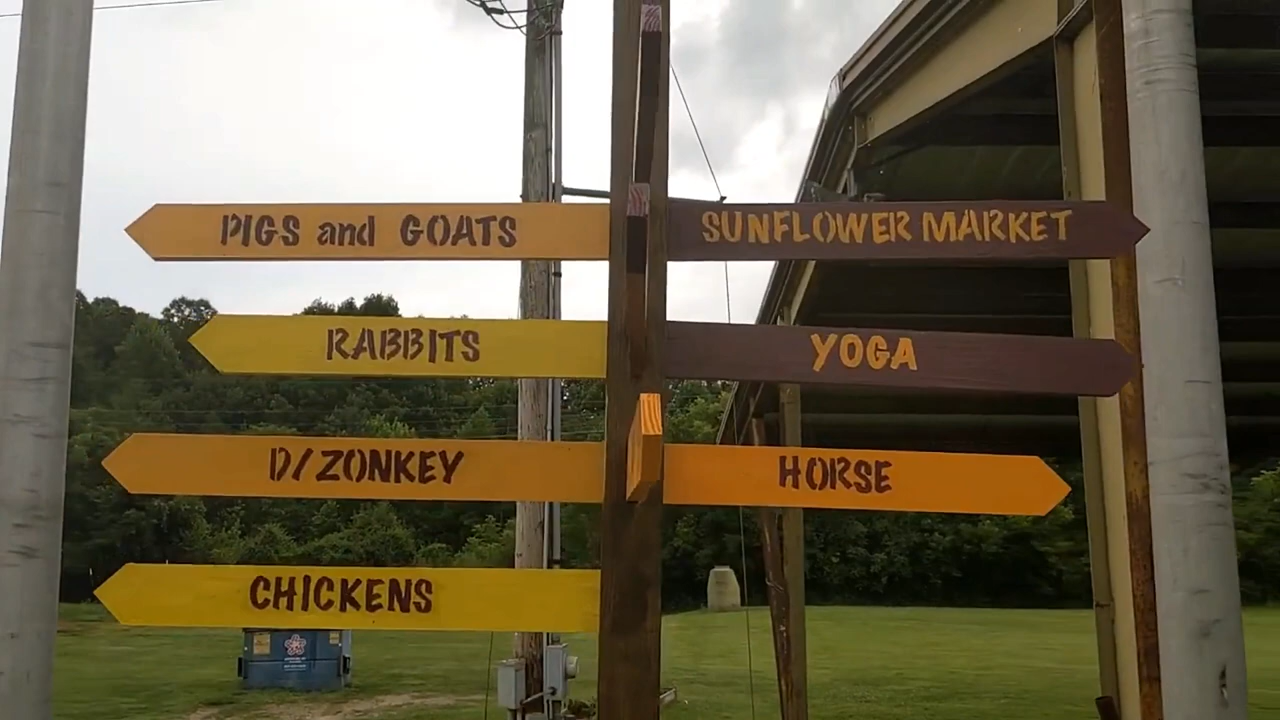 PIGS and GOATS
SUNFLOWER MARKET
RABBITS
YOGA
D/ZONKEY
HORSE
CHICKENS